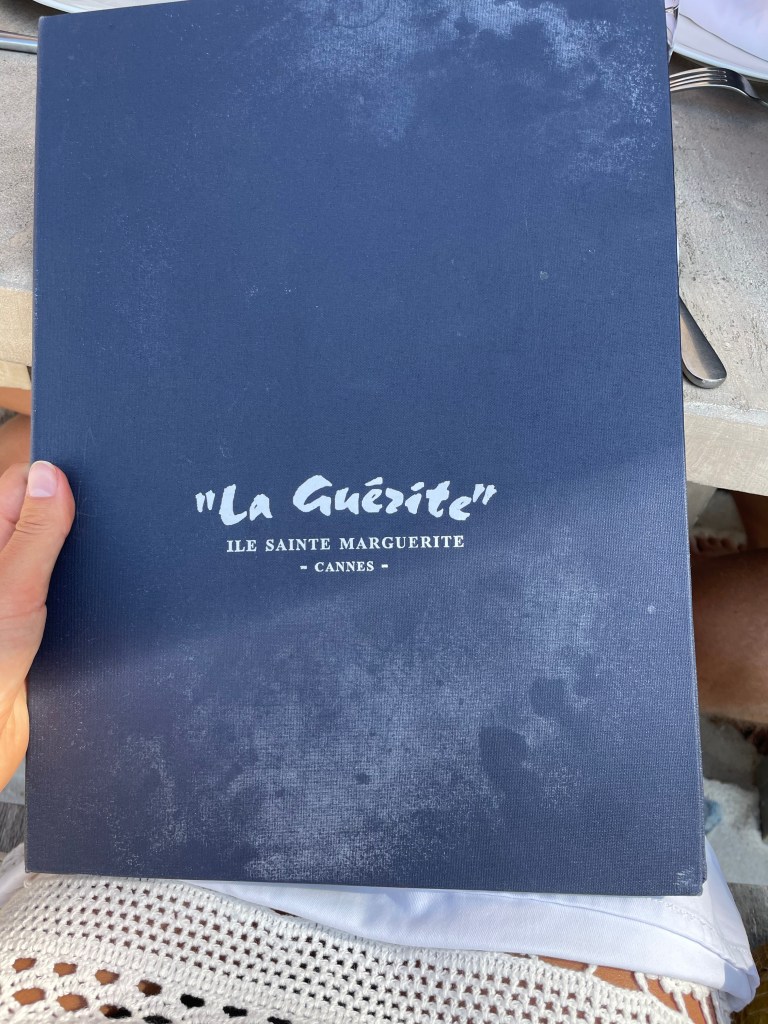 "La Guérite"
ILE SAINTE MARGUERITE
- CANNES -